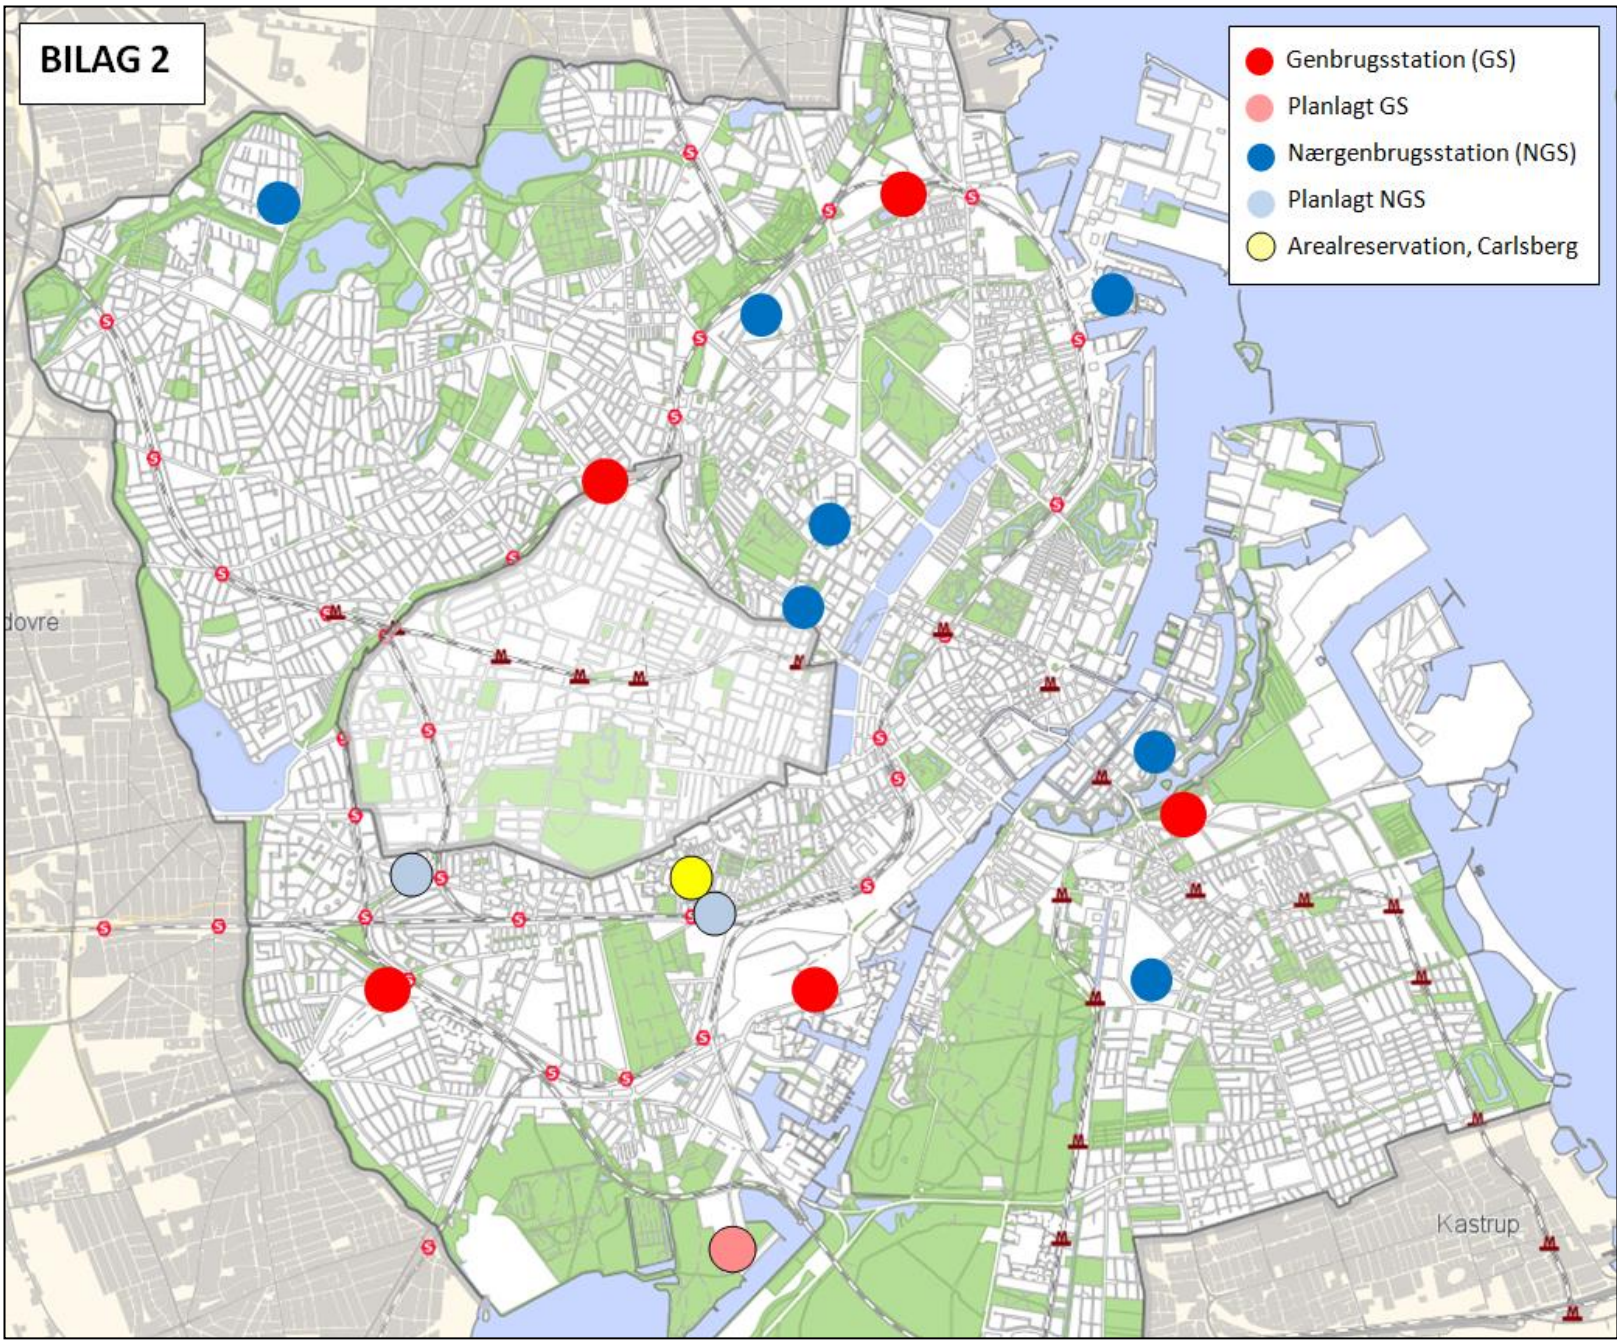 BILAG 2
Genbrugsstation (GS)
Planlagt GS
Nærgenbrugsstation (NGS)
Planlagt NGS
Arealreservation, Carlsberg
dovre
Kastrup